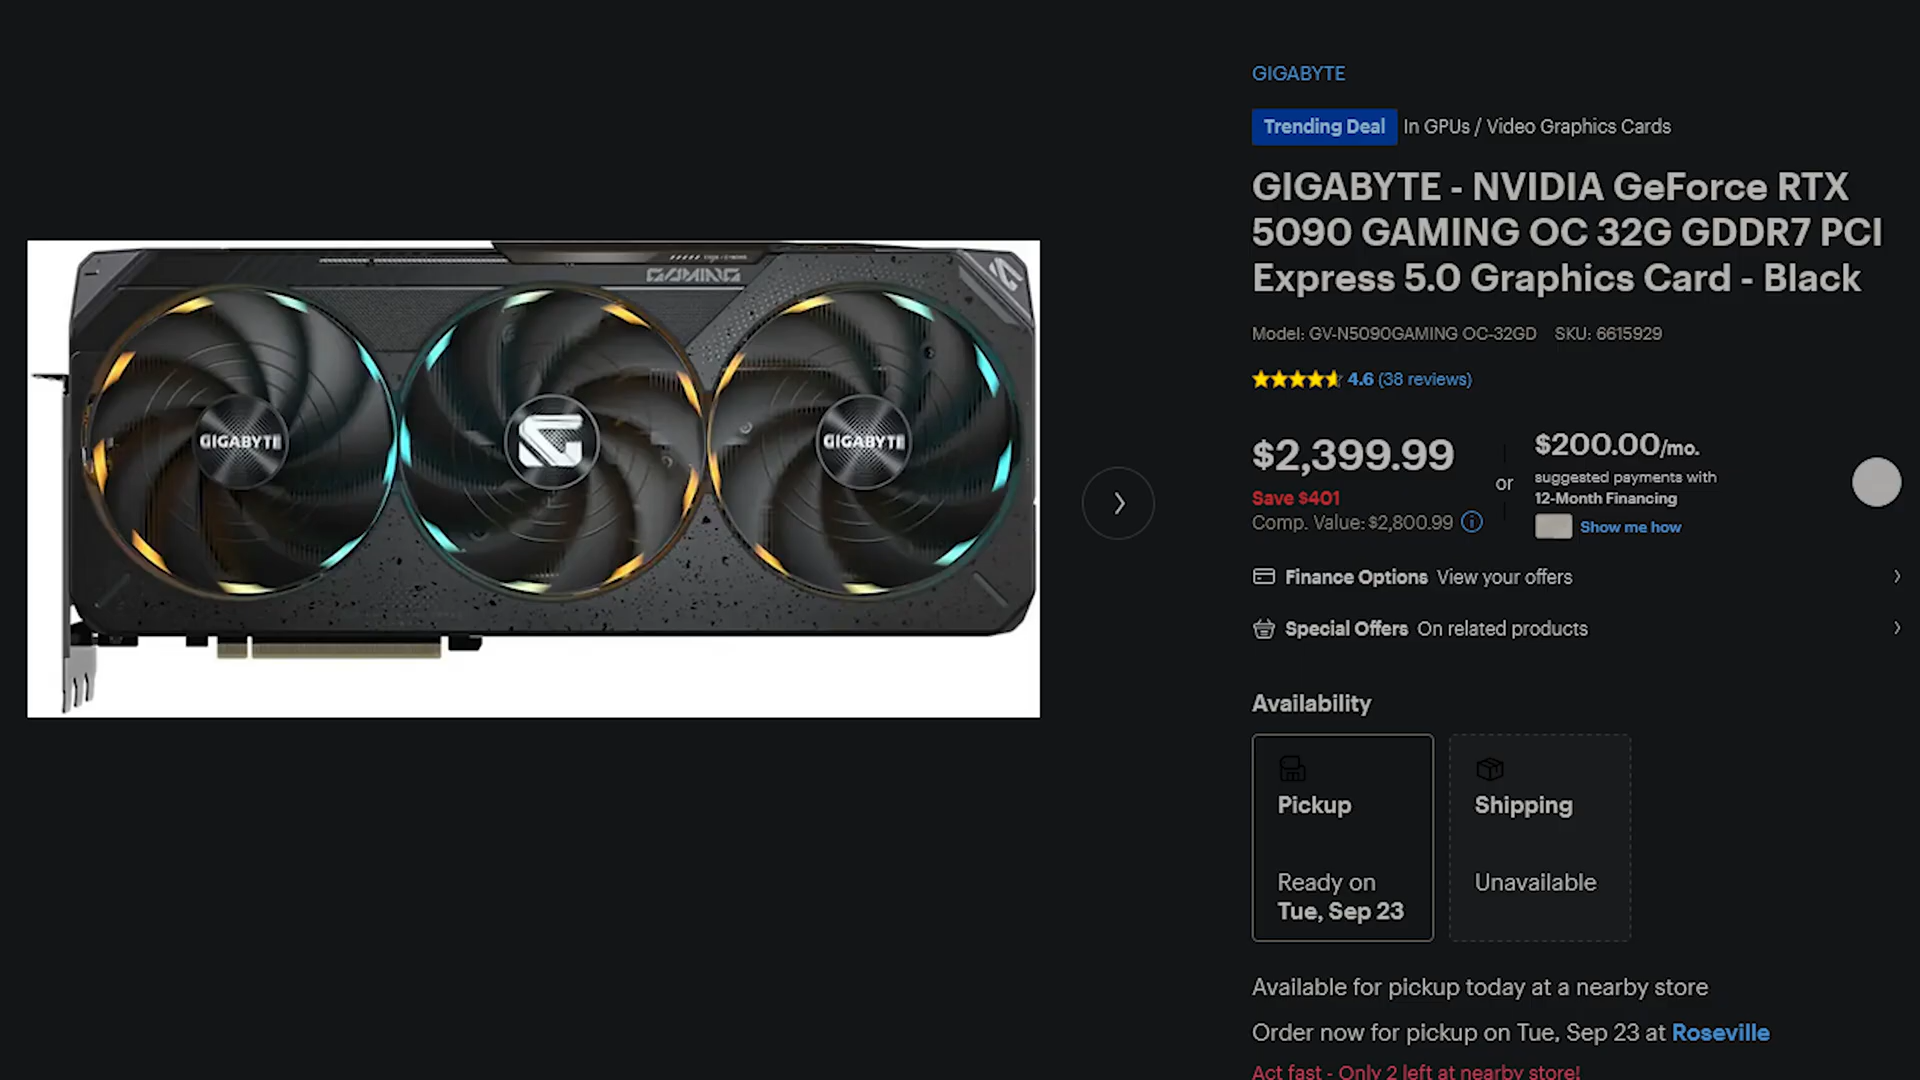 GAMING
GIGABYTE
GIGABYTE
GIGABYTE
Trending Deal In GPUs / Video Graphics Cards
GIGABYTE - NVIDIA GeForce RTX
5090 GAMING OC 32G GDDR7 PCI
Express 5.0 Graphics Card - Black
Model: GV-N5090GAMING OC-32GD SKU: 6615929
4.6 (38 reviews)
$2,399.99
Save $401
Comp. Value: $2,800.99
or
$200.00/mo.
suggested payments with
12-Month Financing
Show me how
Finance Options View your offers
Special Offers On related products
Availability
Pickup
Ready on
Tue, Sep 23
Shipping
Unavailable
Available for pickup today at a nearby store
Order now for pickup on Tue, Sep 23 at Roseville
Act fast - Only 2 left at nearby store!